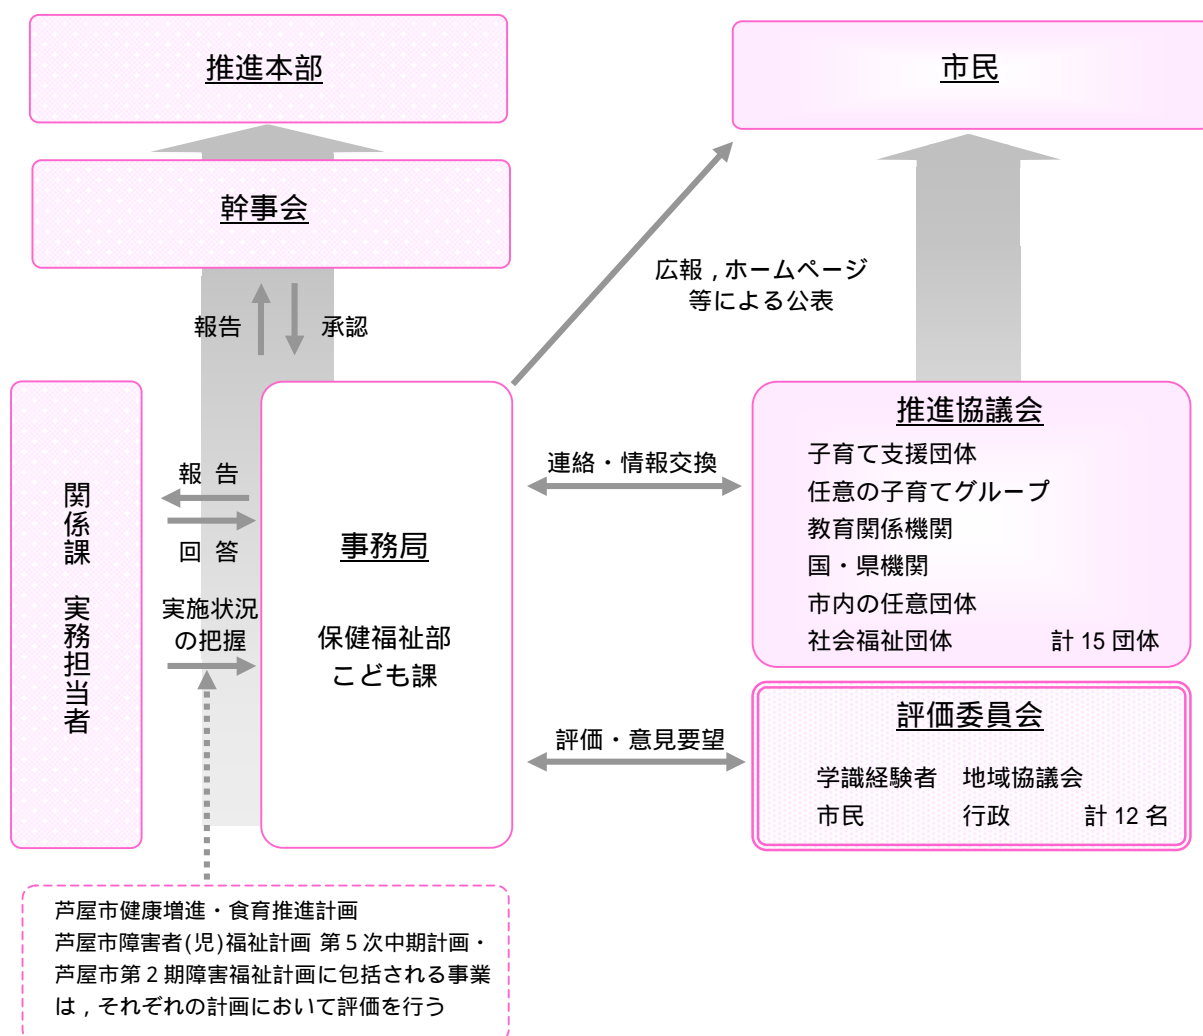 推進本部
市民
幹事会
広報,ホームページ
等による公表
報告
承認
関係課 実務担当者
報 告
回 答
実施状況
の把握
事務局
保健福祉部
こども課
連絡・情報交換
推進協議会
子育て支援団体
任意の子育てグループ
教育関係機関
国・県機関
市内の任意団体
社会福祉団体 計15団体
評価・意見要望
評価委員会
学識経験者 地域協議会
市民 行政 計12名
芦屋市健康増進・食育推進計画
芦屋市障害者(児)福祉計画 第5次中期計画・
芦屋市第2期障害福祉計画に包括される事業
は,それぞれの計画において評価を行う